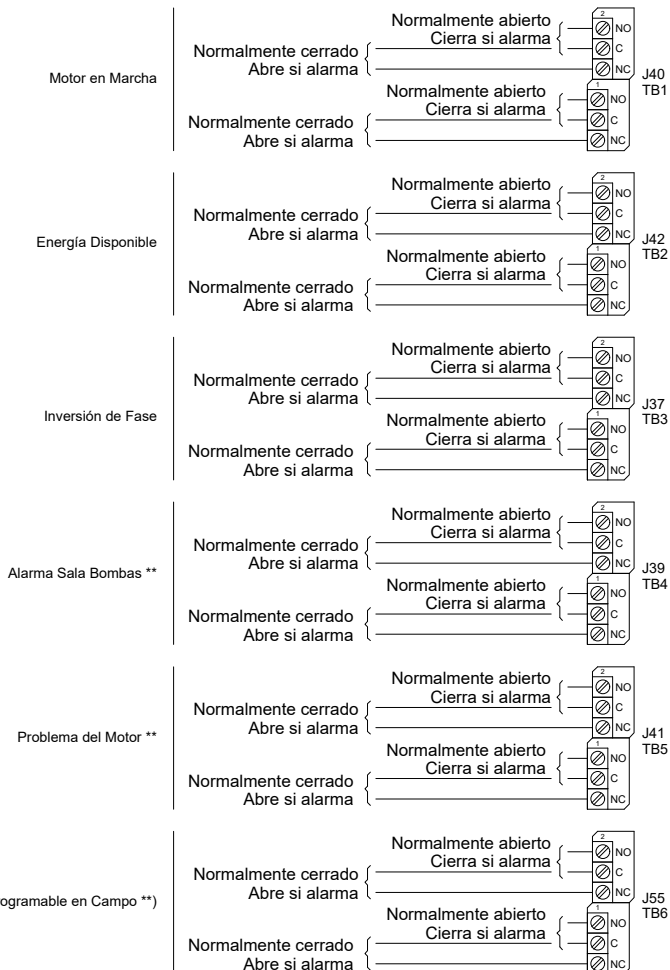 2
Normalmente abierto
NO
Cierra si alarma
C
Normalmente cerrado
Abre si alarma
NC
J40
Motor en Marcha
TB1
1
Normalmente abierto
NO
Cierra si alarma
C
Normalmente cerrado
Abre si alarma
NC
2
Normalmente abierto
NO
Cierra si alarma
C
Normalmente cerrado
Abre si alarma
NC
J42
Energía Disponible
TB2
1
Normalmente abierto
NO
Cierra si alarma
C
Normalmente cerrado
Abre si alarma
NC
2
Normalmente abierto
NO
Cierra si alarma
C
Normalmente cerrado
Abre si alarma
NC
J37
Inversión de Fase
TB3
1
Normalmente abierto
NO
Cierra si alarma
C
Normalmente cerrado
Abre si alarma
NC
2
Normalmente abierto
NO
Cierra si alarma
C
Normalmente cerrado
Abre si alarma
NC
J39
Alarma Sala Bombas **
TB4
1
Normalmente abierto
NO
Cierra si alarma
C
Normalmente cerrado
Abre si alarma
NC
2
Normalmente abierto
NO
Cierra si alarma
C
Normalmente cerrado
Abre si alarma
NC
J41
Problema del Motor **
TB5
1
Normalmente abierto
NO
Cierra si alarma
C
Normalmente cerrado
Abre si alarma
NC
2
Normalmente abierto
NO
Cierra si alarma
C
Normalmente cerrado
Abre si alarma
NC
J55
ogramable en Campo **)
TB6
1
Normalmente abierto
NO
Cierra si alarma
C
Normalmente cerrado
Abre si alarma
NC